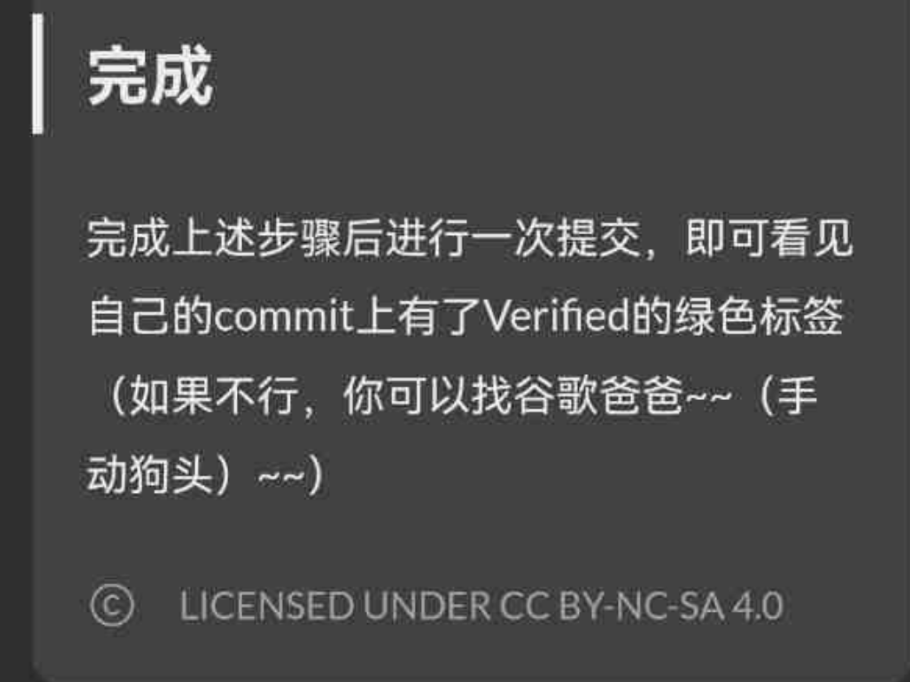 完成
完成上述步骤后进行一次提交，即可看见
自己的commit上有了Verified的绿色标签
（如果不行，你可以找谷歌爸爸~~（手
动狗头）~~）
© LICENSED UNDER CC BY-NC-SA 4.0